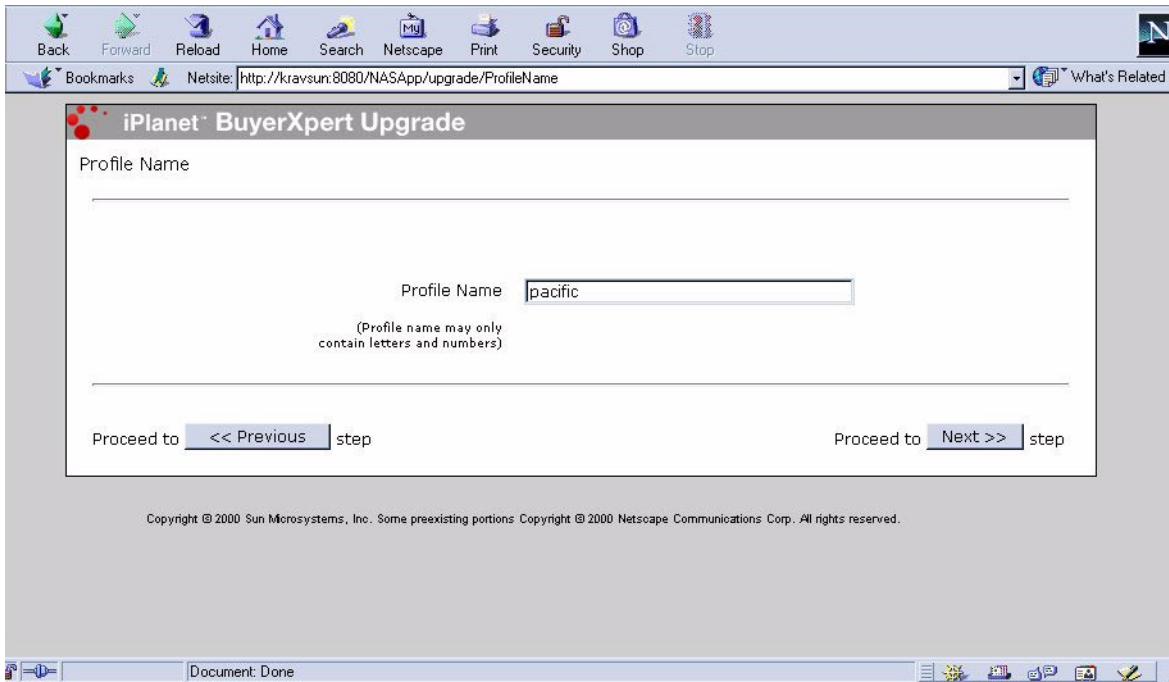 Back Forward Reload Home Search Netscape Print Security Shop Stop
My
N
Bookmarks Netsite: http://kravsun:8080/NASApp/upgrade/ProfileName What's Related
iPlanet™ BuyerXpert Upgrade
Profile Name
Profile Name pacific
(Profile name may only
contain letters and numbers)
Proceed to << Previous step Proceed to Next >> step
Copyright © 2000 Sun Microsystems, Inc. Some preexisting portions Copyright © 2000 Netscape Communications Corp. All rights reserved.
Document: Done